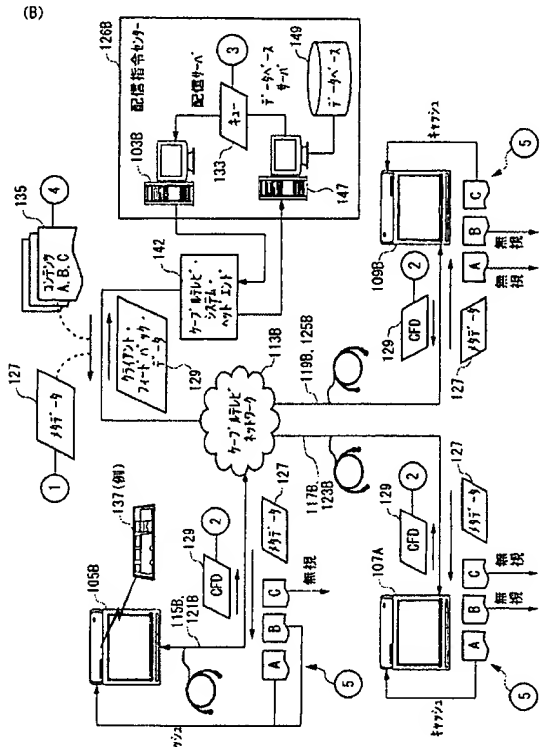 (B)
126B
配信指令センター
配信サーバ
103B
キュー
133
3
データベース
サーバ
147
149
データベース
135
コンテンツ
A, B, C
4
127
メタデータ
1
クライアント・
フィードバック・
データ
129
142
ケーブルテレビ・
システム・
ヘッドエンド
113B
ケーブルテレビ
ネットワーク
137(例)
105B
115B,
121B
129
CFD
2
127
メタデータ
A
B
C
無視
キャッシュ
5
119B, 125B
109B
129
CFD
2
127
メタデータ
A
B
C
無視
無視
キャッシュ
5
117B,
123B
107A
129
CFD
2
127
メタデータ
A
B
C
無視
無視
キャッシュ
5